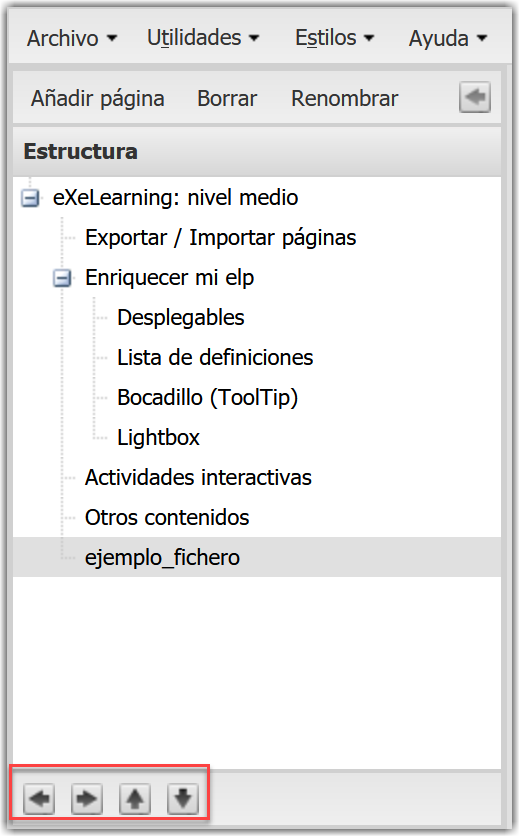 Archivo Utilidades Estilos Ayuda
Añadir página Borrar Renombrar
Estructura
eXeLearning: nivel medio
Exportar / Importar páginas
Enriquecer mi elp
Desplegables
Lista de definiciones
Bocadillo (ToolTip)
Lightbox
Actividades interactivas
Otros contenidos
ejemplo_fichero